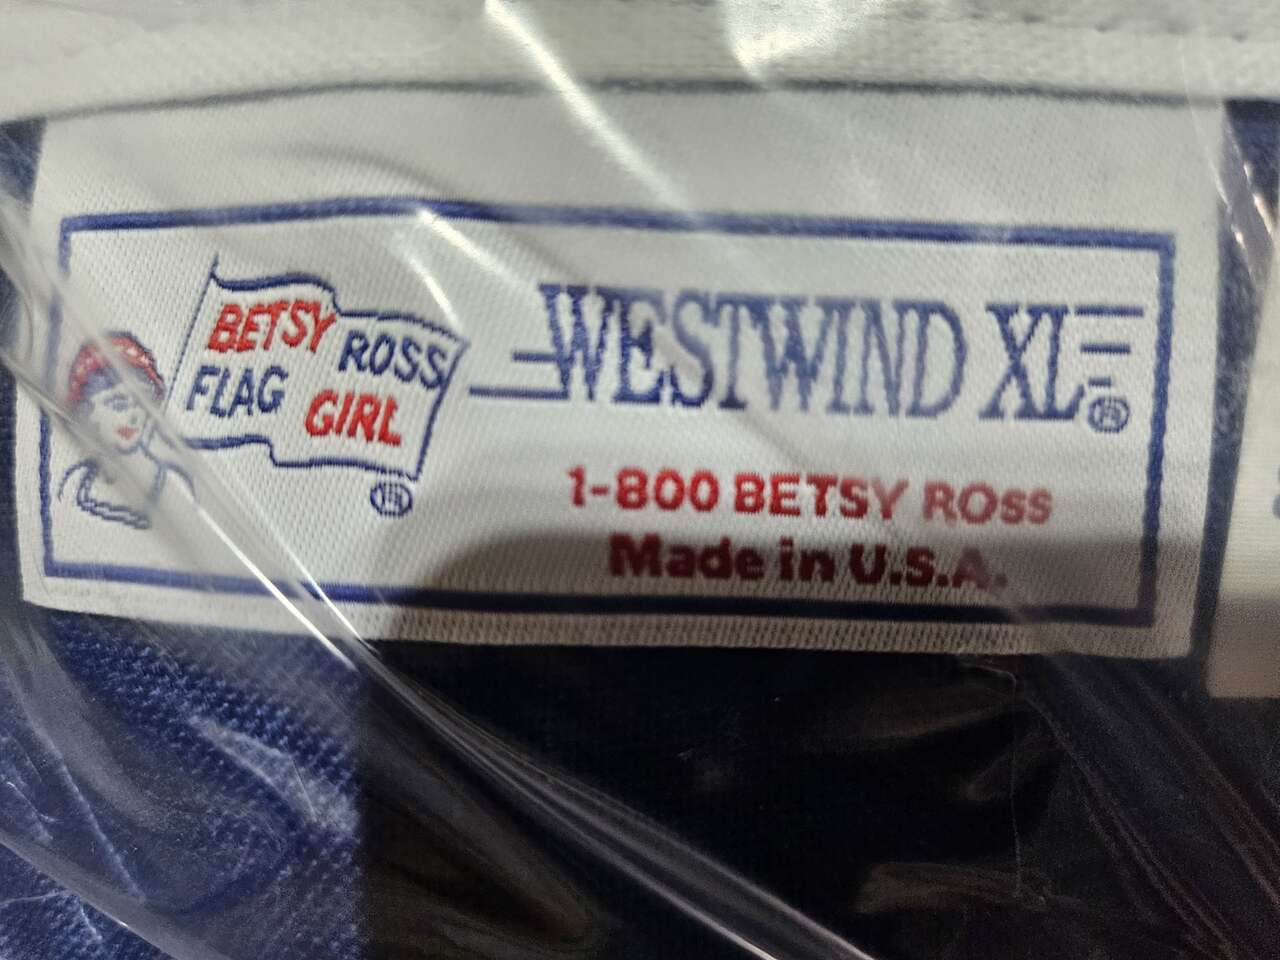 BETSY ROSS
FLAG GIRL
®
WESTWIND XL
®
1-800 BETSY ROSS
Made in U.S.A.